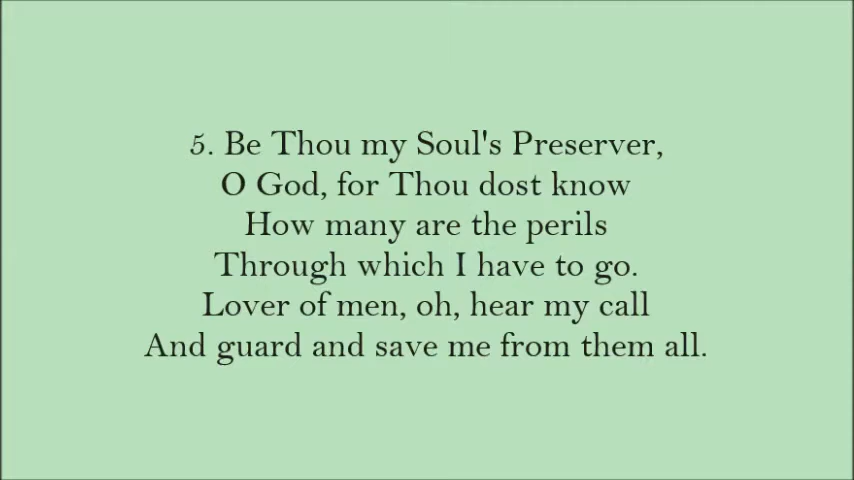 5. Be Thou my Soul's Preserver,
O God, for Thou dost know
How many are the perils
Through which I have to go.
Lover of men, oh, hear my call
And guard and save me from them all.